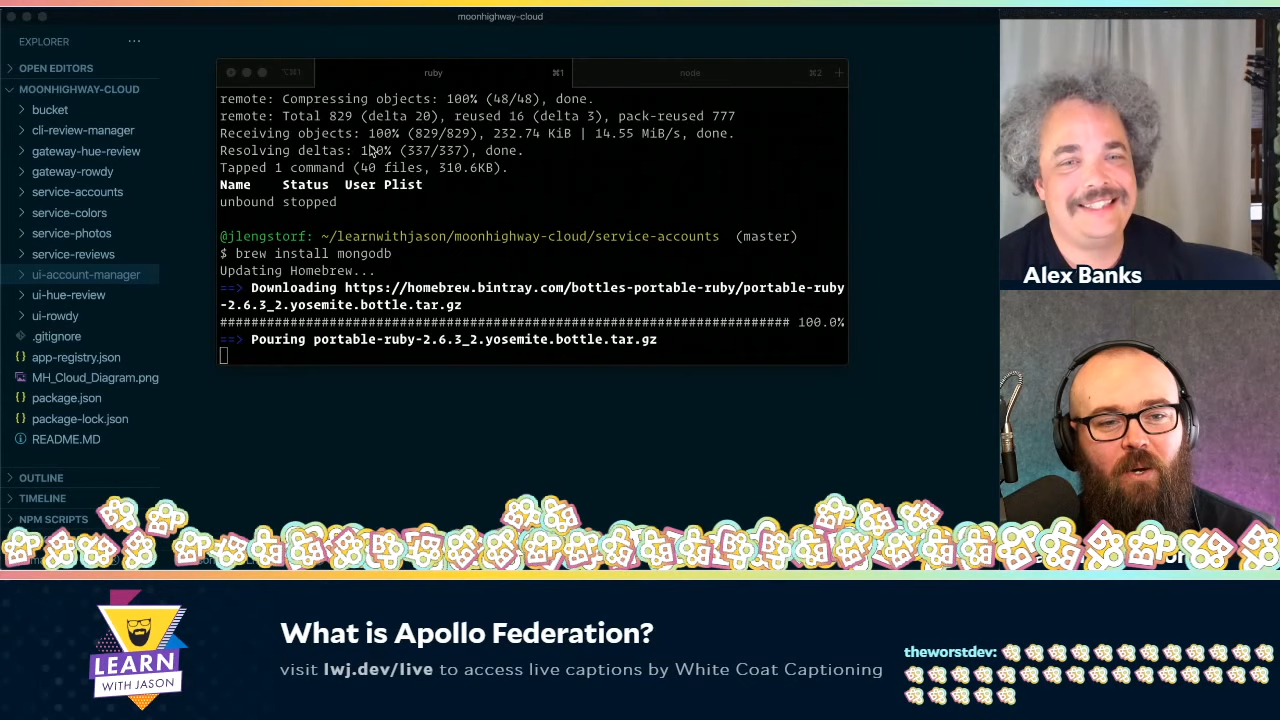 moonhighway-cloud
EXPLORER
OPEN EDITORS
MOONHIGHWAY-CLOUD
bucket
cli-review-manager
gateway-hue-review
gateway-rowdy
service-accounts
service-colors
service-photos
service-reviews
ui-account-manager
ui-hue-review
ui-rowdy
.gitignore
app-registry.json
MH_Cloud_Diagram.png
package.json
package-lock.json
README.MD
OUTLINE
TIMELINE
NPM SCRIPTS
⌥⌘1
ruby
⌘1
node
⌘2
remote: Compressing objects: 100% (48/48), done.
remote: Total 829 (delta 20), reused 16 (delta 3), pack-reused 777
Receiving objects: 100% (829/829), 232.74 KiB | 14.55 MiB/s, done.
Resolving deltas: 100% (337/337), done.
Tapped 1 command (40 files, 310.6KB).
Name Status User Plist
unbound stopped
@jlengstorf: ~/learnwithjason/moonhighway-cloud/service-accounts (master)
$ brew install mongodb
Updating Homebrew...
==> Downloading https://homebrew.bintray.com/bottles-portable-ruby/portable-ruby
-2.6.3_2.yosemite.bottle.tar.gz
######################################################################### 100.0%
==> Pouring portable-ruby-2.6.3_2.yosemite.bottle.tar.gz
Alex Banks
LEARN
WITH JASON
What is Apollo Federation?
visit lwj.dev/live to access live captions by White Coat Captioning
theworstdev: